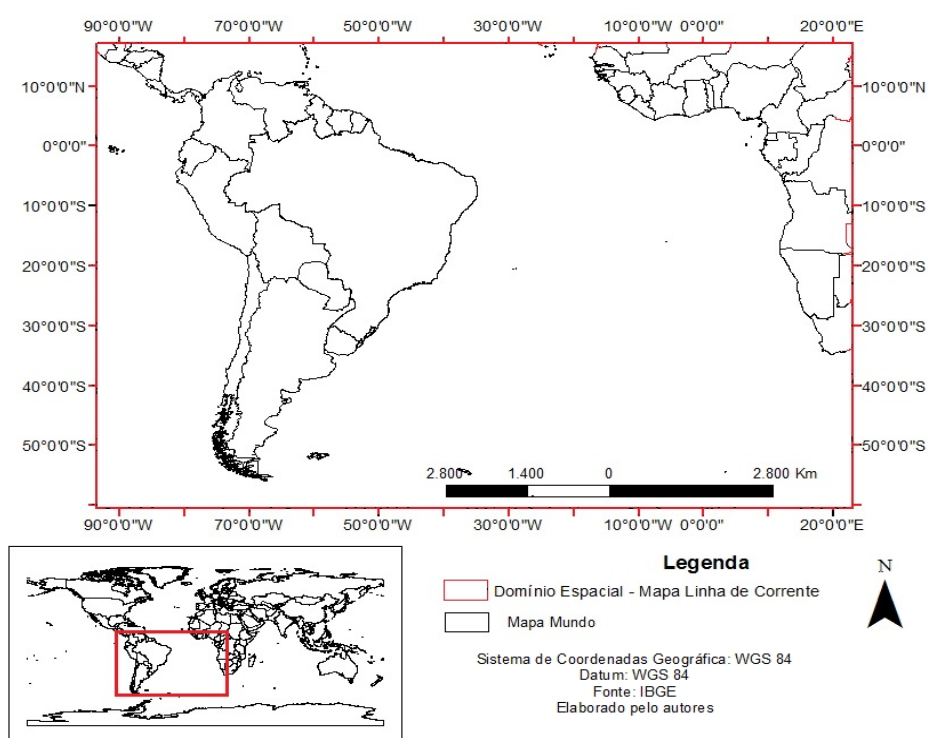 90°0'0"W 70°0'0"W 50°0'0"W 30°0'0"W 10°0'0"W 0°0'0" 20°0'0"E
10°0'0"N 10°0'0"N
0°0'0" 0°0'0"
10°0'0"S 10°0'0"S
20°0'0"S 20°0'0"S
30°0'0"S 30°0'0"S
40°0'0"S 40°0'0"S
50°0'0"S 50°0'0"S
2.800 1.400 0 2.800 Km
90°0'0"W 70°0'0"W 50°0'0"W 30°0'0"W 10°0'0"W 0°0'0" 20°0'0"E
Legenda
N
Domínio Espacial - Mapa Linha de Corrente
Mapa Mundo
Sistema de Coordenadas Geográfica: WGS 84
Datum: WGS 84
Fonte: IBGE
Elaborado pelo autores